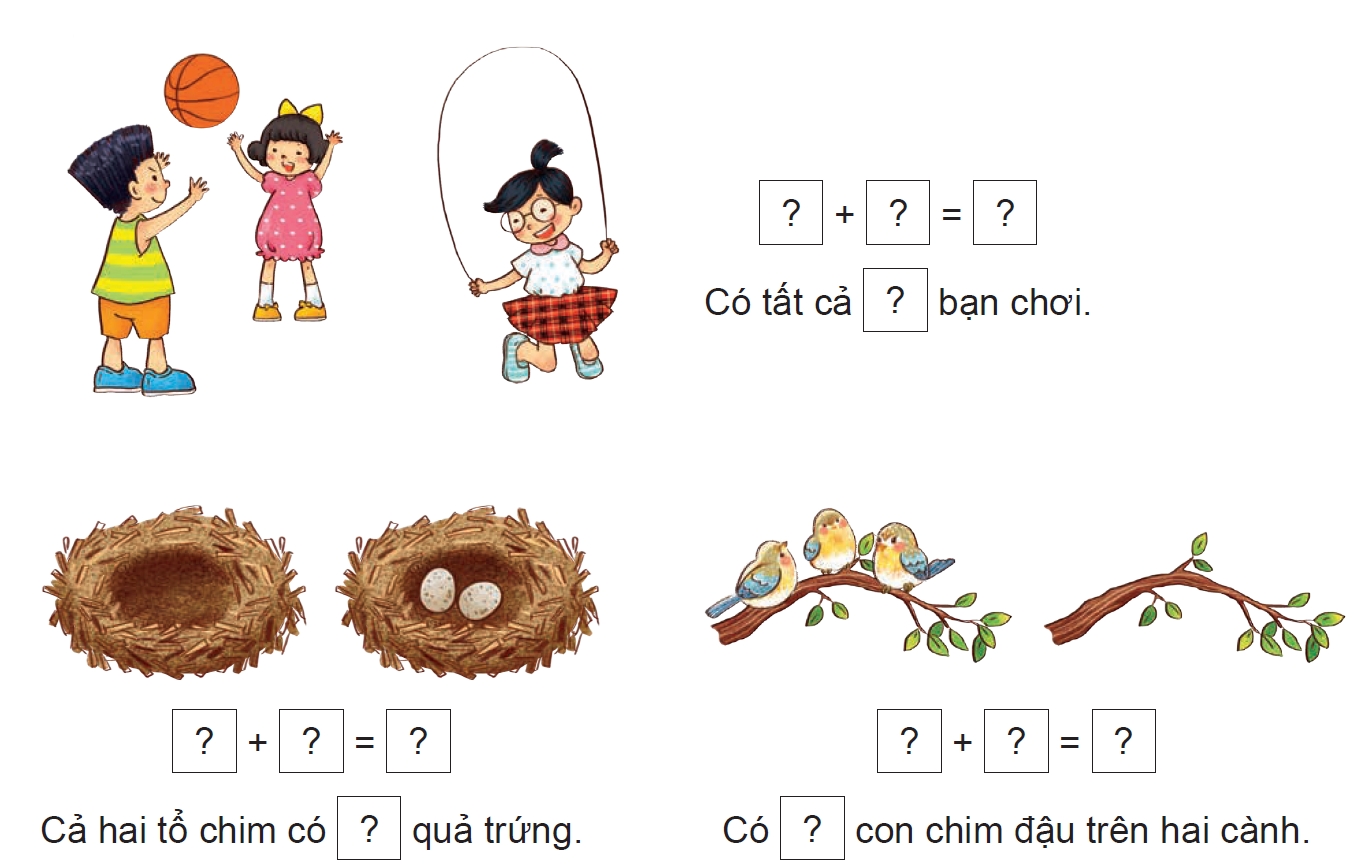 ? + ? = ?
Có tất cả ? bạn chơi.
? + ? = ?
Cả hai tổ chim có ? quả trứng.
? + ? = ?
Có ? con chim đậu trên hai cành.